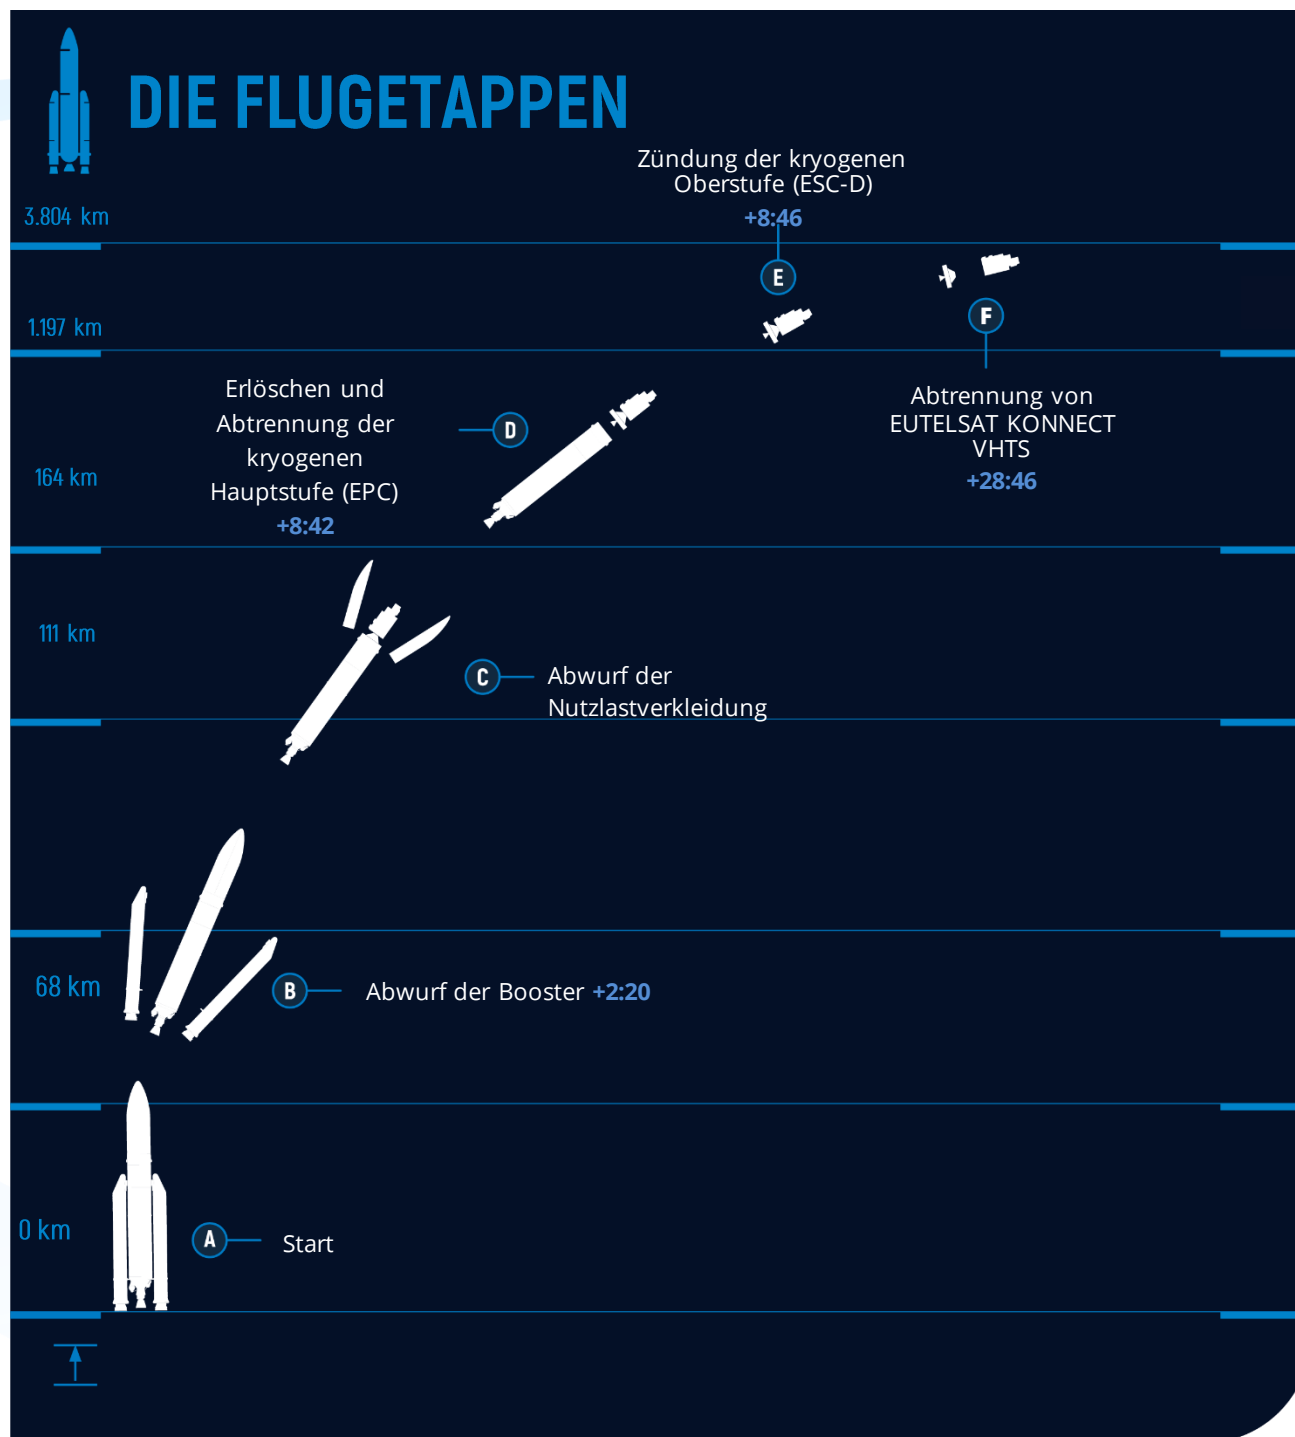 DIE FLUGETAPPEN
Zündung der kryogenen
Oberstufe (ESC-D)
+8:46
3.804 km
E
F
1.197 km
Erlöschen und
Abtrennung der
kryogenen
Hauptstufe (EPC)
+8:42
D
Abtrennung von
EUTELSAT KONNECT
VHTS
+28:46
164 km
111 km
C
Abwurf der
Nutzlastverkleidung
68 km
B
Abwurf der Booster +2:20
0 km
A
Start